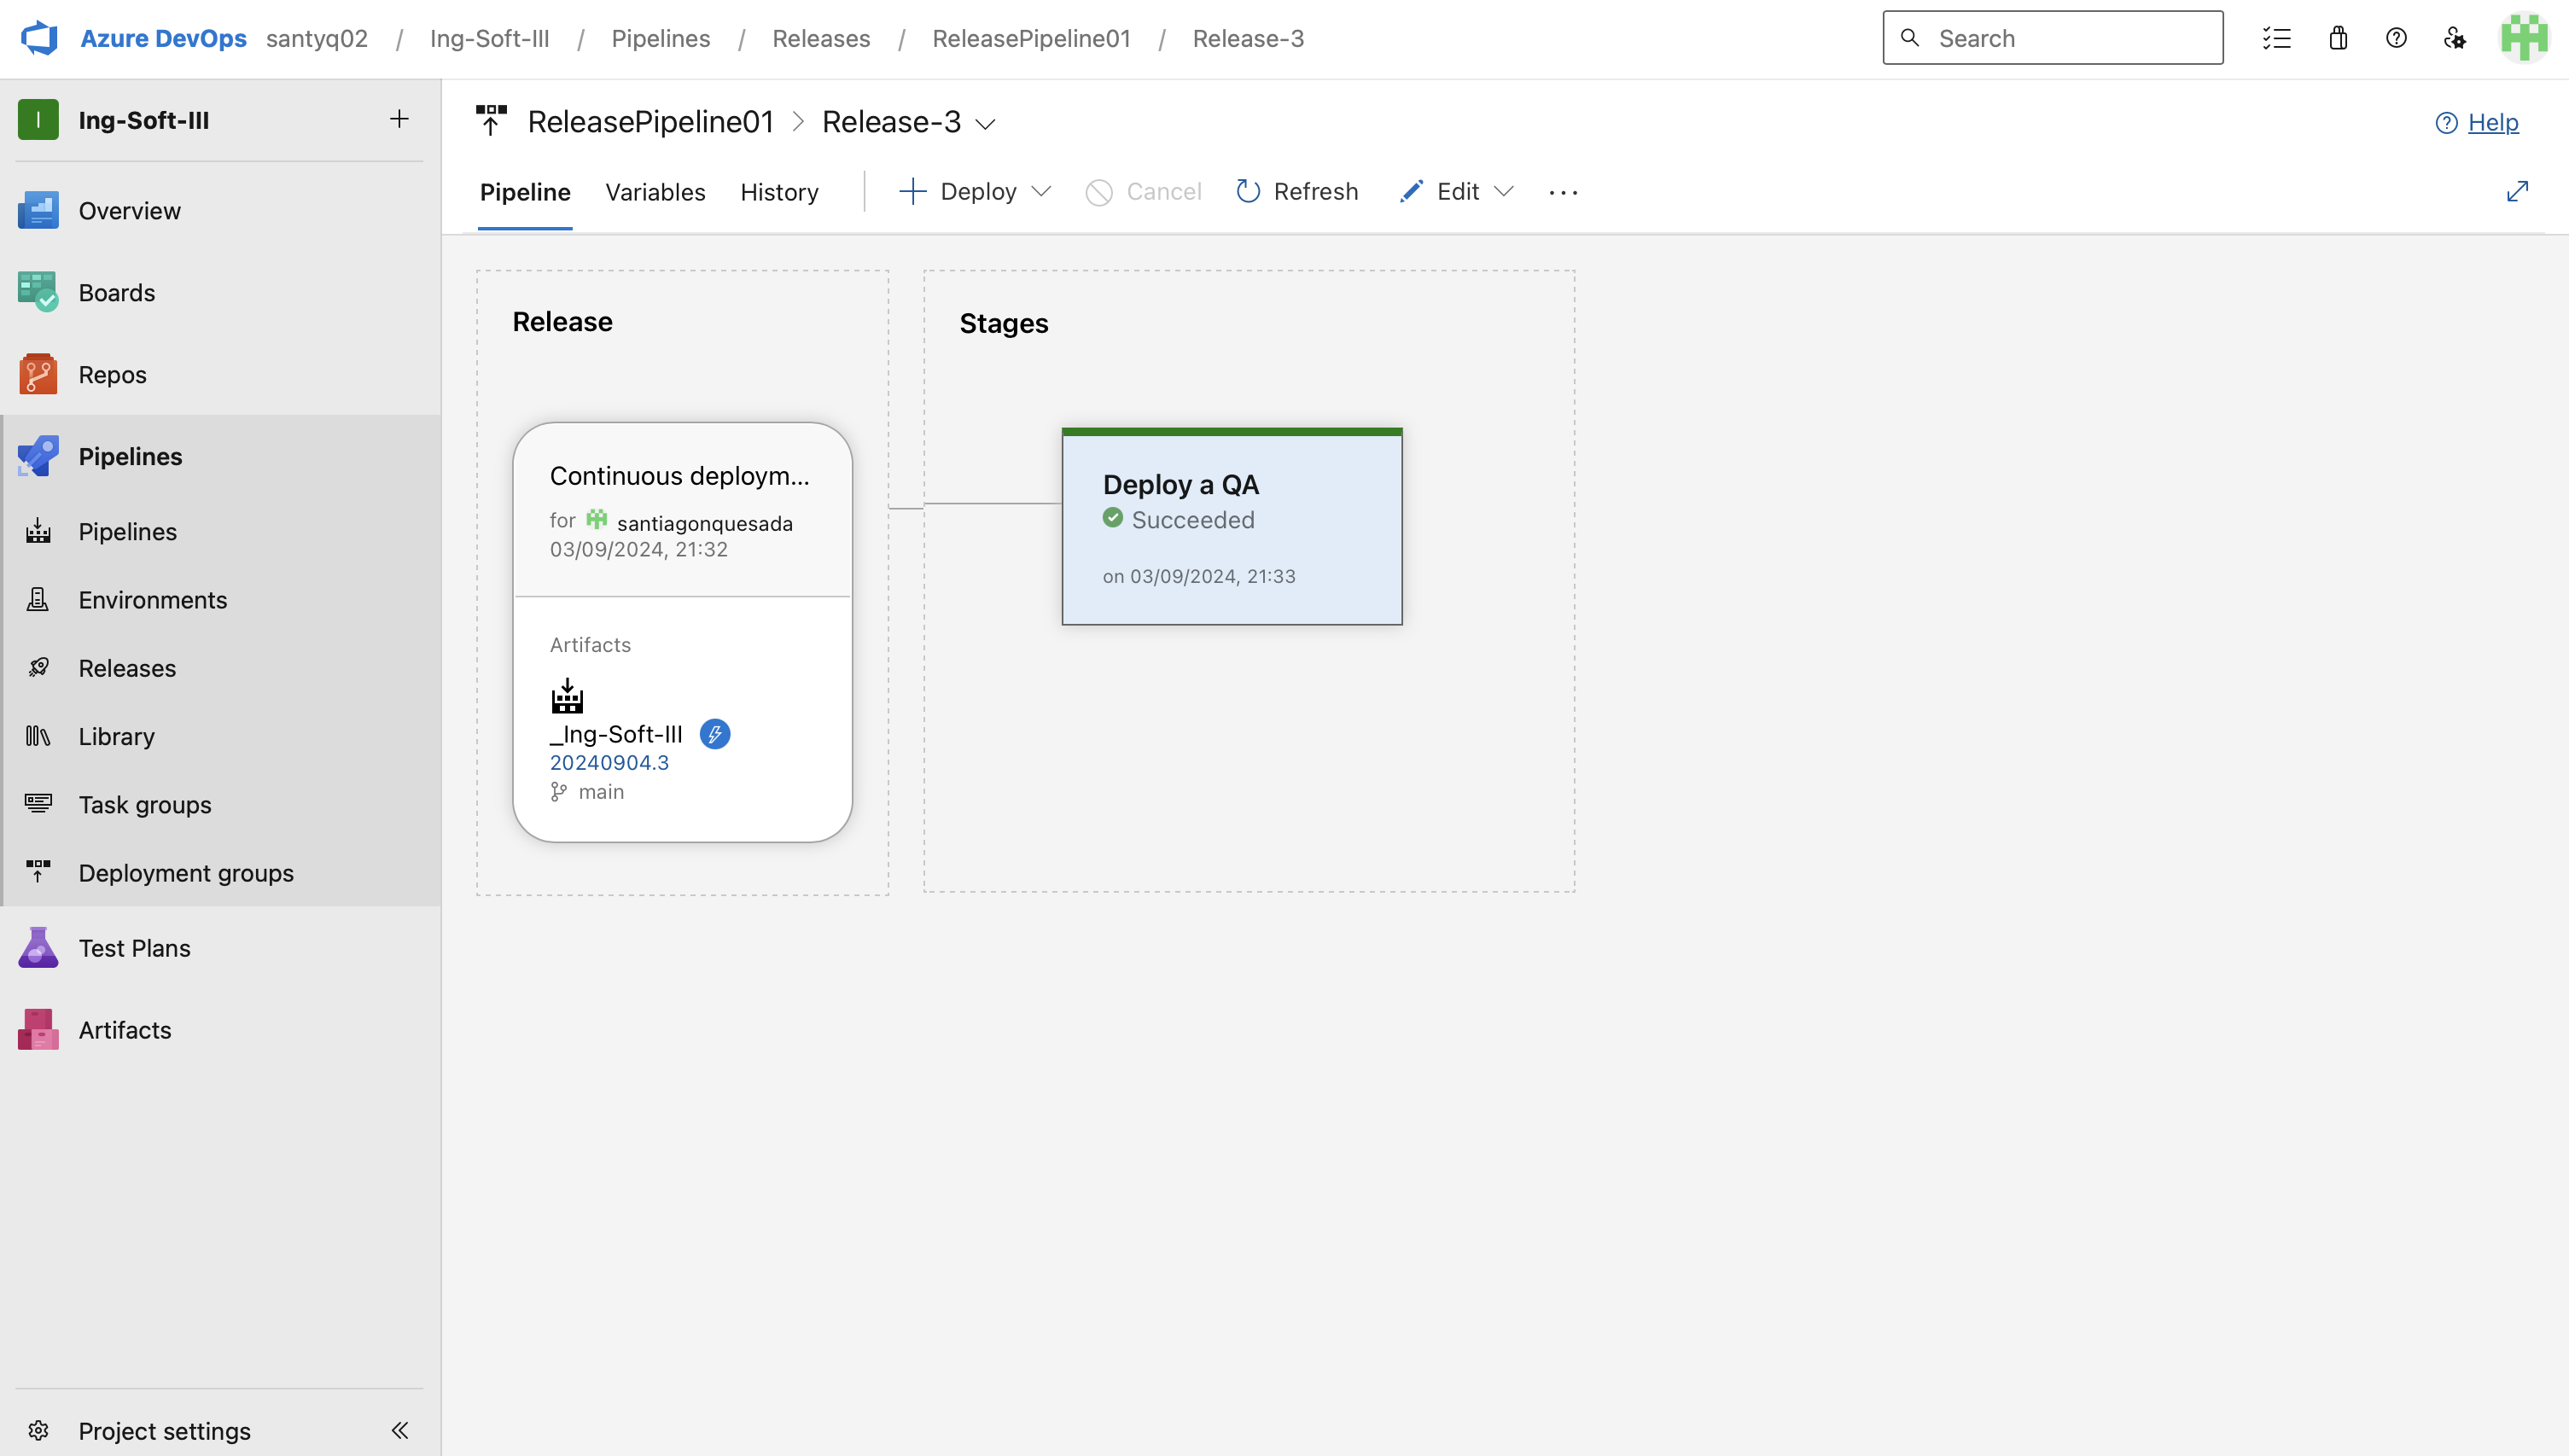 Azure DevOps santyq02 / Ing-Soft-III / Pipelines / Releases / ReleasePipeline01 / Release-3
Search
I Ing-Soft-III
Overview
Boards
Repos
Pipelines
Pipelines
Environments
Releases
Library
Task groups
Deployment groups
Test Plans
Artifacts
Project settings
ReleasePipeline01 > Release-3
Help
Pipeline Variables History Deploy Cancel Refresh Edit ...
Release
Continuous deploym...
for santiagonquesada
03/09/2024, 21:32
Artifacts
_Ing-Soft-III
20240904.3
main
Stages
Deploy a QA
Succeeded
on 03/09/2024, 21:33